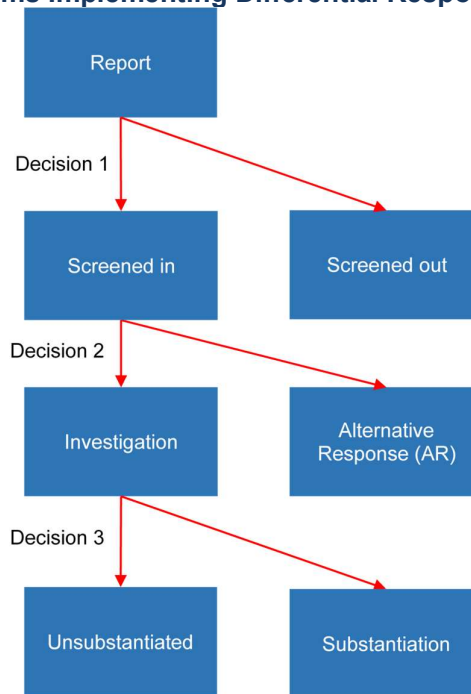 Implementing Differential
Report
Decision 1
Screened in
Screened out
Decision 2
Investigation
Alternative
Response (AR)
Decision 3
Unsubstantiated
Substantiation